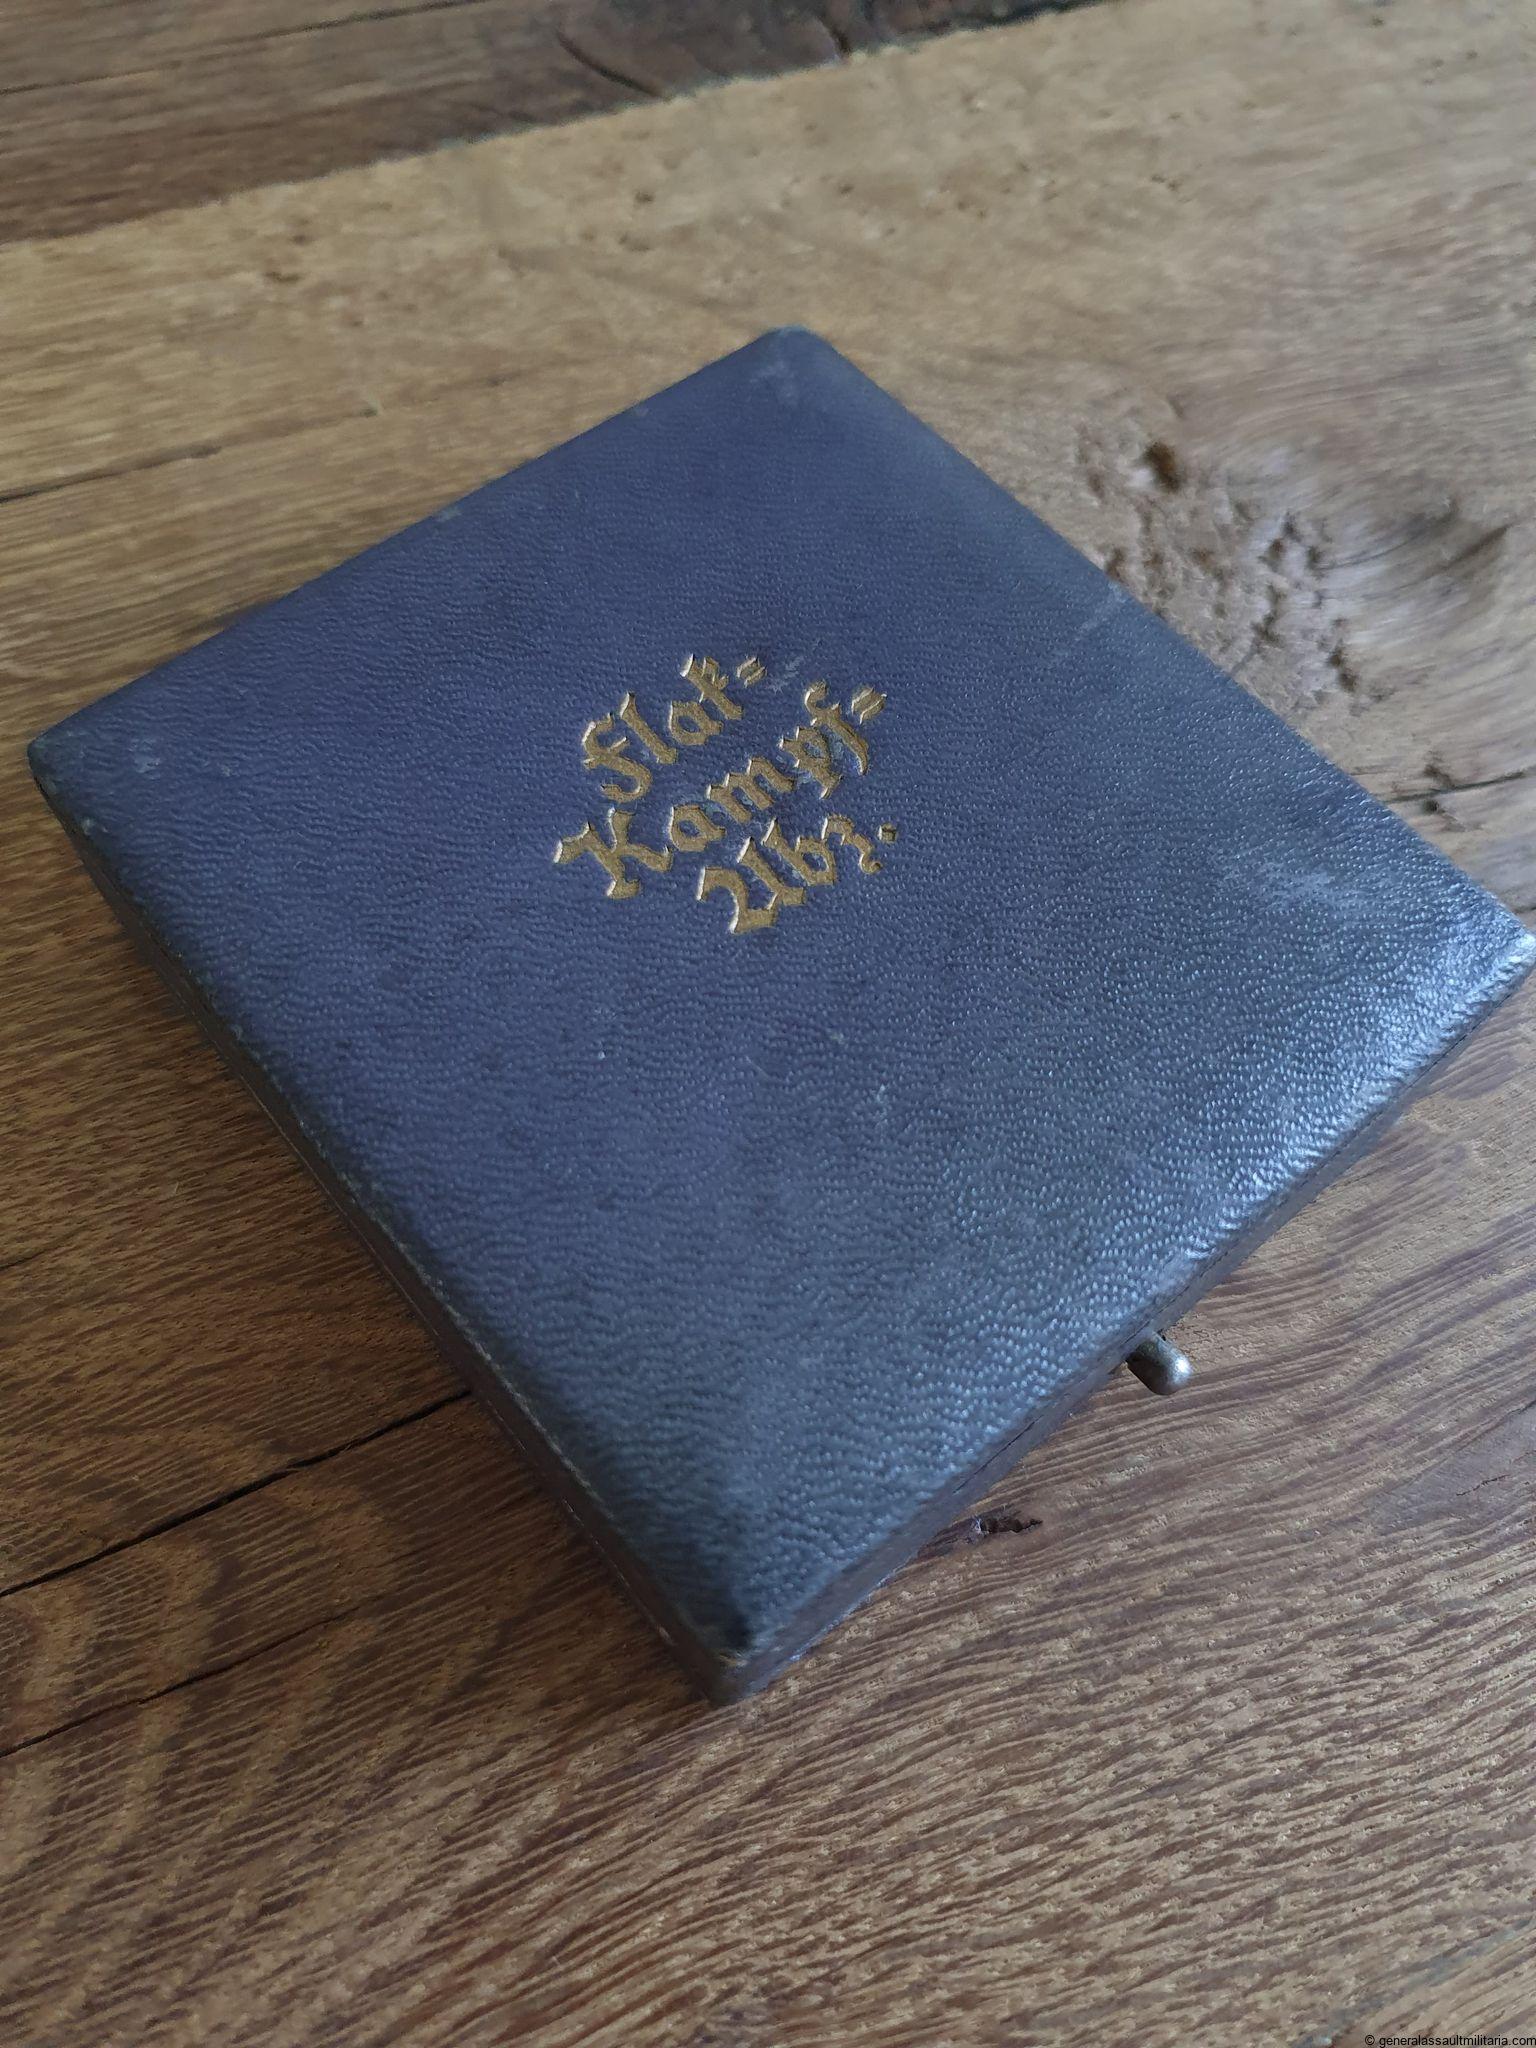 Flak=
Kampf=
Abz.
© generalassaultmilitaria.com